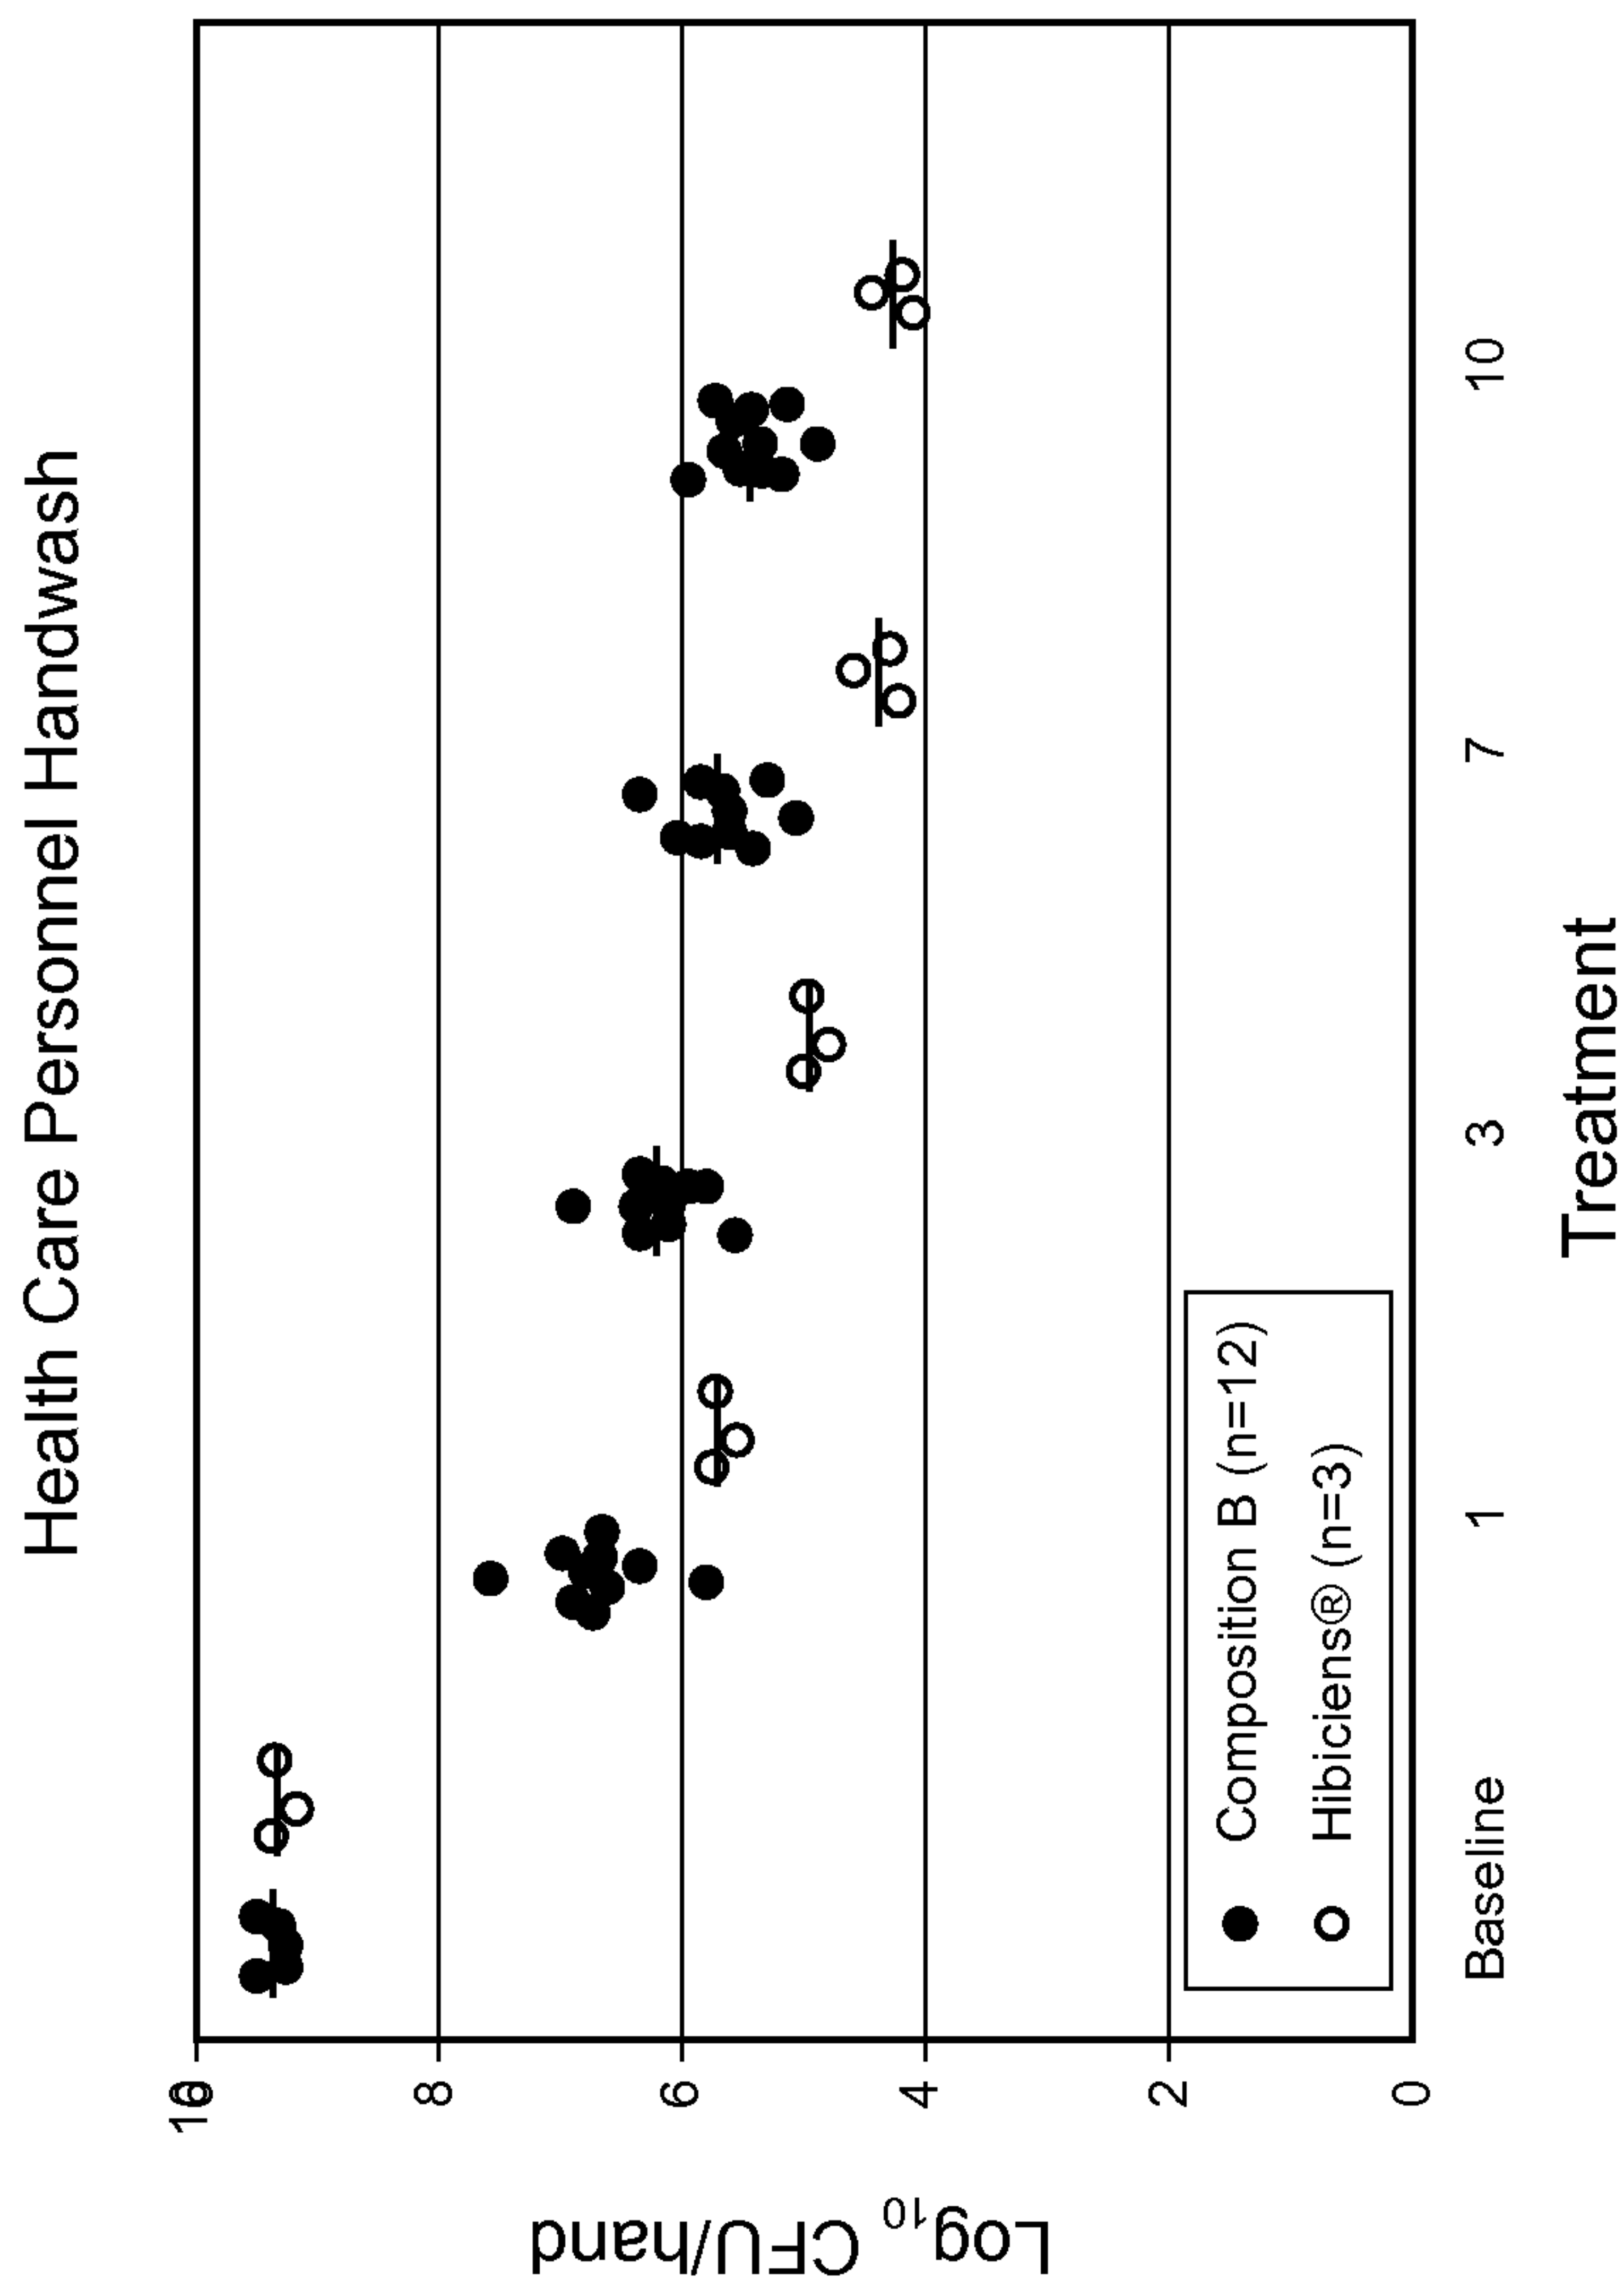 Health Care Personnel Handwash
Log₁₀ CFU/hand
10
8
6
4
2
0
Composition B (n=12)
Hibiciens® (n=3)
Baseline
1
3
7
10
Treatment